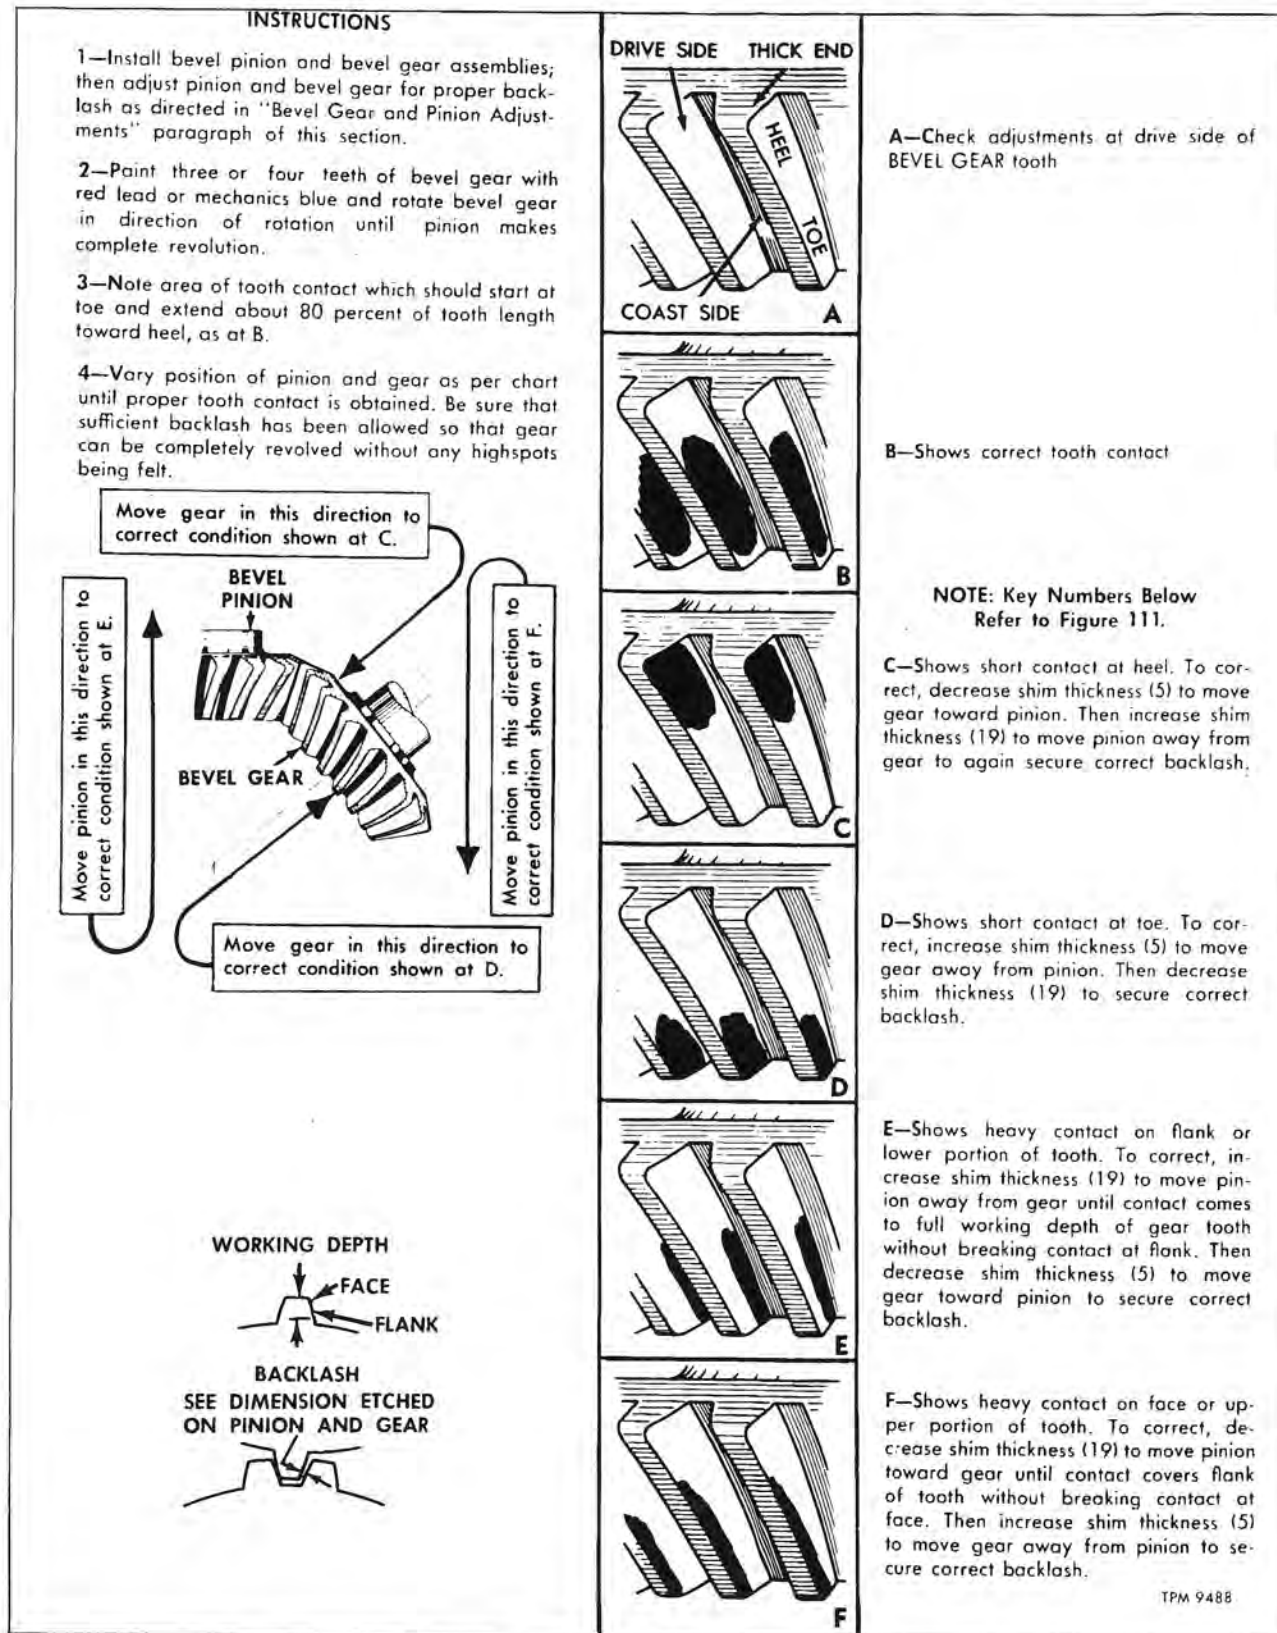 INSTRUCTIONS
1—Install bevel pinion and bevel gear assemblies;
then adjust pinion and bevel gear for proper back-
lash as directed in "Bevel Gear and Pinion Adjust-
ments" paragraph of this section.
2—Paint three or four teeth of bevel gear with
red lead or mechanics blue and rotate bevel gear
in direction of rotation until pinion makes
complete revolution.
3—Note area of tooth contact which should start at
toe and extend about 80 percent of tooth length
toward heel, as at B.
4—Vary position of pinion and gear as per chart
until proper tooth contact is obtained. Be sure that
sufficient backlash has been allowed so that gear
can be completely revolved without any highspots
being felt.
Move gear in this direction to
correct condition shown at C.
BEVEL
PINION
Move pinion in this direction to
correct condition shown at E.
Move pinion in this direction to
correct condition shown at F.
BEVEL GEAR
Move gear in this direction to
correct condition shown at D.
WORKING DEPTH
FACE
FLANK
BACKLASH
SEE DIMENSION ETCHED
ON PINION AND GEAR
DRIVE SIDE THICK END
HEEL
TOE
COAST SIDE A
B
C
D
E
F
A—Check adjustments at drive side of
BEVEL GEAR tooth
B—Shows correct tooth contact
NOTE: Key Numbers Below
Refer to Figure 111.
C—Shows short contact at heel. To cor-
rect, decrease shim thickness (5) to move
gear toward pinion. Then increase shim
thickness (19) to move pinion away from
gear to again secure correct backlash.
D—Shows short contact at toe. To cor-
rect, increase shim thickness (5) to move
gear away from pinion. Then decrease
shim thickness (19) to secure correct
backlash.
E—Shows heavy contact on flank or
lower portion of tooth. To correct, in-
crease shim thickness (19) to move pin-
ion away from gear until contact comes
to full working depth of gear tooth
without breaking contact at flank. Then
decrease shim thickness (5) to move
gear toward pinion to secure correct
backlash.
F—Shows heavy contact on face or up-
per portion of tooth. To correct, de-
crease shim thickness (19) to move pinion
toward gear until contact covers flank
of tooth without breaking contact at
face. Then increase shim thickness (5)
to move gear away from pinion to se-
cure correct backlash.
TPM 9488